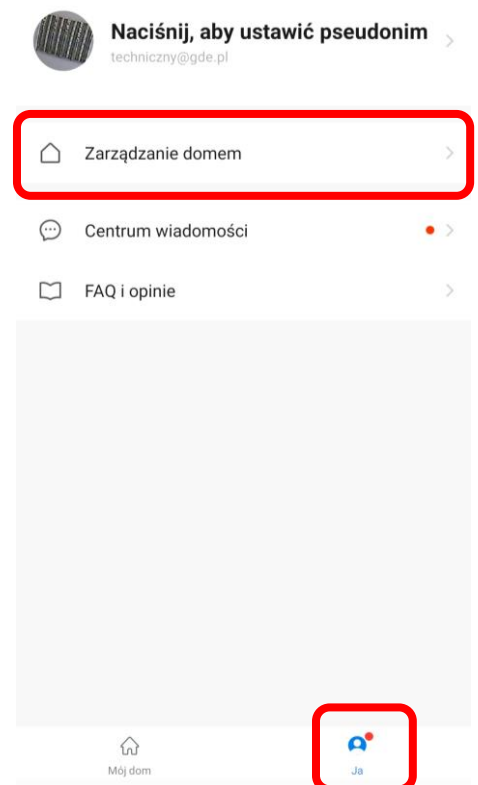 Naciśnij, aby ustawić pseudonim
techniczny@gde.pl
Zarządzanie domem
Centrum wiadomości
FAQ i opinie
Mój dom
Ja